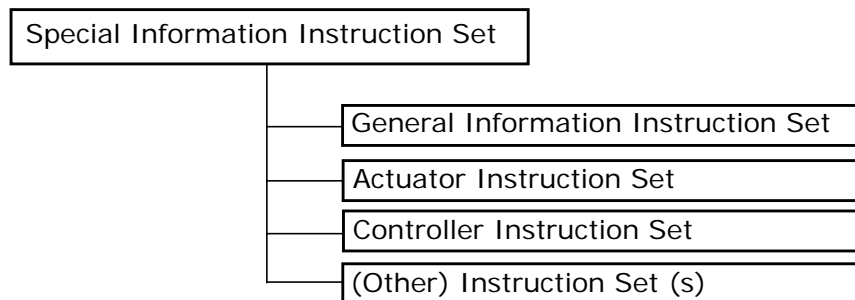 Special Information Instruction Set
General Information Instruction Set
Actuator Instruction Set
Controller Instruction Set
(Other) Instruction Set (s)